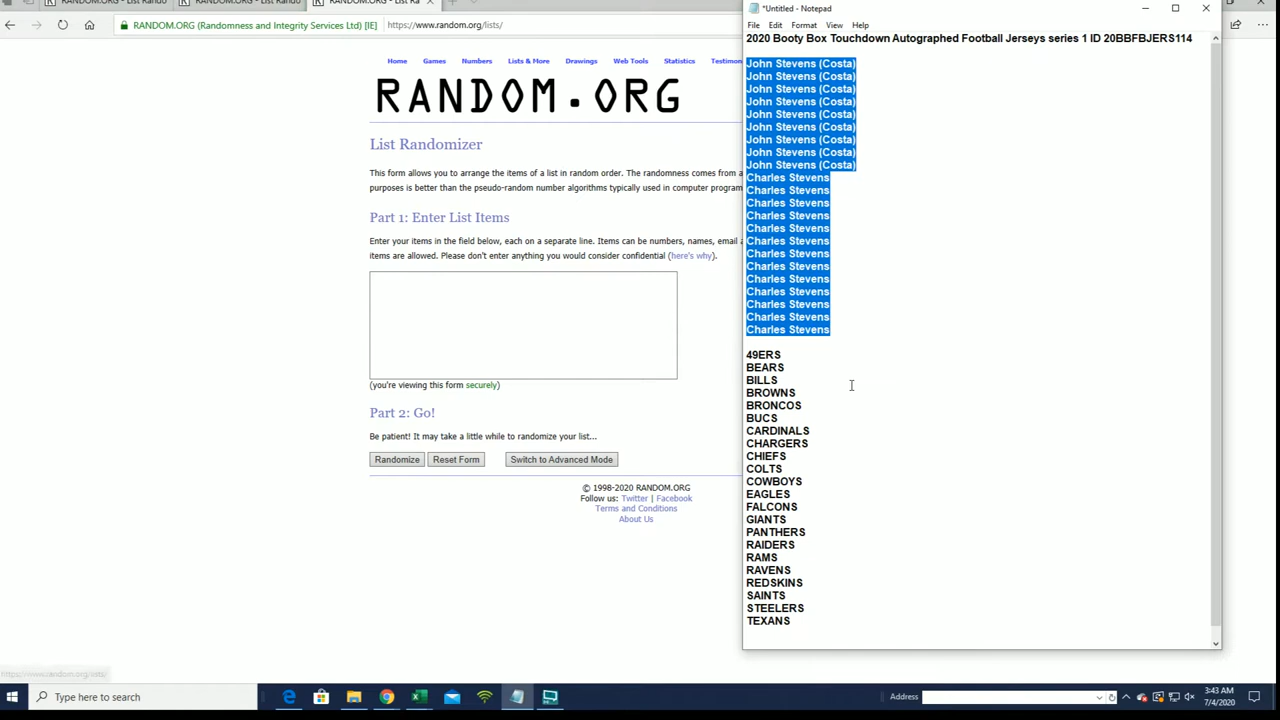 RANDOM.ORG - List Rando
RANDOM.ORG - List Rando
RANDOM.ORG - List Ra
RANDOM.ORG (Randomness and Integrity Services Ltd) [IE]
https://www.random.org/lists/
Home Games Numbers Lists & More Drawings Web Tools Statistics Testimon
RANDOM.ORG
List Randomizer
This form allows you to arrange the items of a list in random order. The randomness comes from a
purposes is better than the pseudo-random number algorithms typically used in computer program
Part 1: Enter List Items
Enter your items in the field below, each on a separate line. Items can be numbers, names, email a
items are allowed. Please don't enter anything you would consider confidential (here's why).
(you're viewing this form securely)
Part 2: Go!
Be patient! It may take a little while to randomize your list...
Randomize Reset Form Switch to Advanced Mode
© 1998-2020 RANDOM.ORG
Follow us: Twitter | Facebook
Terms and Conditions
About Us
https://www.random.org/lists/
*Untitled - Notepad
File Edit Format View Help
2020 Booty Box Touchdown Autographed Football Jerseys series 1 ID 20BBFBJERS114
John Stevens (Costa)
John Stevens (Costa)
John Stevens (Costa)
John Stevens (Costa)
John Stevens (Costa)
John Stevens (Costa)
John Stevens (Costa)
John Stevens (Costa)
John Stevens (Costa)
Charles Stevens
Charles Stevens
Charles Stevens
Charles Stevens
Charles Stevens
Charles Stevens
Charles Stevens
Charles Stevens
Charles Stevens
Charles Stevens
Charles Stevens
Charles Stevens
Charles Stevens
49ERS
BEARS
BILLS
BROWNS
BRONCOS
BUCS
CARDINALS
CHARGERS
CHIEFS
COLTS
COWBOYS
EAGLES
FALCONS
GIANTS
PANTHERS
RAIDERS
RAMS
RAVENS
REDSKINS
SAINTS
STEELERS
TEXANS
Type here to search
Address
3:43 AM
7/4/2020